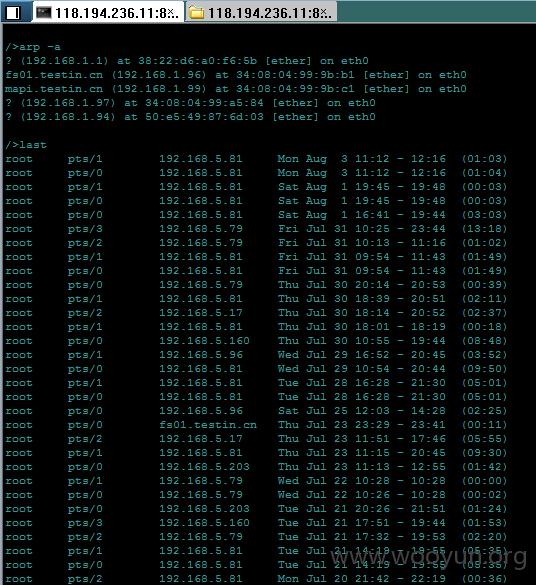 118.194.236.11:8⋊. 118.194.236.11:8⋊.
/>arp -a
? (192.168.1.1) at 38:22:d6:a0:f6:5b [ether] on eth0
fs01.testin.cn (192.168.1.96) at 34:08:04:99:9b:b1 [ether] on eth0
mapi.testin.cn (192.168.1.99) at 34:08:04:99:9b:c1 [ether] on eth0
? (192.168.1.97) at 34:08:04:99:a5:84 [ether] on eth0
? (192.168.1.94) at 50:e5:49:87:6d:03 [ether] on eth0
/>last
root pts/1 192.168.5.81 Mon Aug 3 11:12 - 12:16 (01:03)
root pts/0 192.168.5.81 Mon Aug 3 11:12 - 12:16 (01:04)
root pts/1 192.168.5.81 Sat Aug 1 19:45 - 19:48 (00:03)
root pts/0 192.168.5.81 Sat Aug 1 19:45 - 19:48 (00:03)
root pts/0 192.168.5.81 Sat Aug 1 16:41 - 19:44 (03:03)
root pts/3 192.168.5.79 Fri Jul 31 10:25 - 23:44 (13:18)
root pts/2 192.168.5.79 Fri Jul 31 10:13 - 11:16 (01:02)
root pts/1 192.168.5.81 Fri Jul 31 09:54 - 11:43 (01:49)
root pts/0 192.168.5.81 Fri Jul 31 09:54 - 11:43 (01:49)
root pts/0 192.168.5.79 Thu Jul 30 20:14 - 20:53 (00:39)
root pts/1 192.168.5.81 Thu Jul 30 18:39 - 20:51 (02:11)
root pts/2 192.168.5.17 Thu Jul 30 18:14 - 20:52 (02:37)
root pts/1 192.168.5.81 Thu Jul 30 18:01 - 18:19 (00:18)
root pts/0 192.168.5.160 Thu Jul 30 10:55 - 19:44 (08:48)
root pts/1 192.168.5.96 Wed Jul 29 16:52 - 20:45 (03:52)
root pts/0 192.168.5.81 Wed Jul 29 10:54 - 20:44 (09:50)
root pts/1 192.168.5.81 Tue Jul 28 16:28 - 21:30 (05:01)
root pts/0 192.168.5.81 Tue Jul 28 16:28 - 21:30 (05:01)
root pts/0 192.168.5.96 Sat Jul 25 12:03 - 14:28 (02:25)
root pts/0 fs01.testin.cn Thu Jul 23 23:29 - 23:41 (00:11)
root pts/2 192.168.5.17 Thu Jul 23 11:51 - 17:46 (05:55)
root pts/1 192.168.5.81 Thu Jul 23 11:15 - 20:45 (09:30)
root pts/0 192.168.5.203 Thu Jul 23 11:13 - 12:55 (01:42)
root pts/1 192.168.5.79 Wed Jul 22 10:28 - 10:28 (00:00)
root pts/0 192.168.5.79 Wed Jul 22 10:26 - 10:28 (00:02)
root pts/0 192.168.5.203 Tue Jul 21 20:26 - 21:51 (01:24)
root pts/3 192.168.5.160 Tue Jul 21 17:51 - 19:44 (01:53)
root pts/2 192.168.5.79 Tue Jul 21 17:32 - 19:53 (02:20)
root pts/1 192.168.5.81 Tue Jul 21 14:19 - 19:55 (05:35)
root pts/0 192.168.5.81 Tue Jul 21 14:19 - 19:55 (05:35)
root pts/2 192.168.5.81 Mon Jul 20 21:42 - 22:19 (00:36)
www.wooyun.org